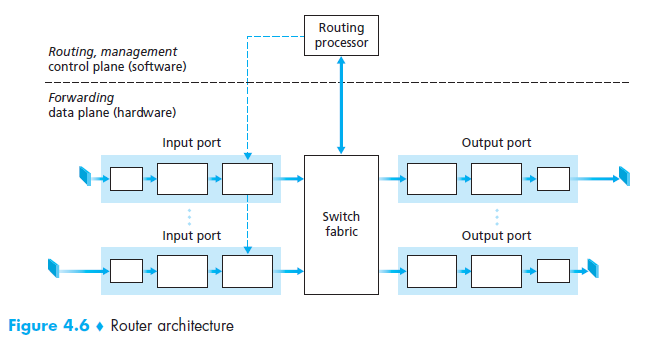 Routing
processor
Routing, management
control plane (software)
Forwarding
data plane (hardware)
Input port
Output port
Switch
fabric
Input port
Output port
Figure 4.6 ♦ Router architecture